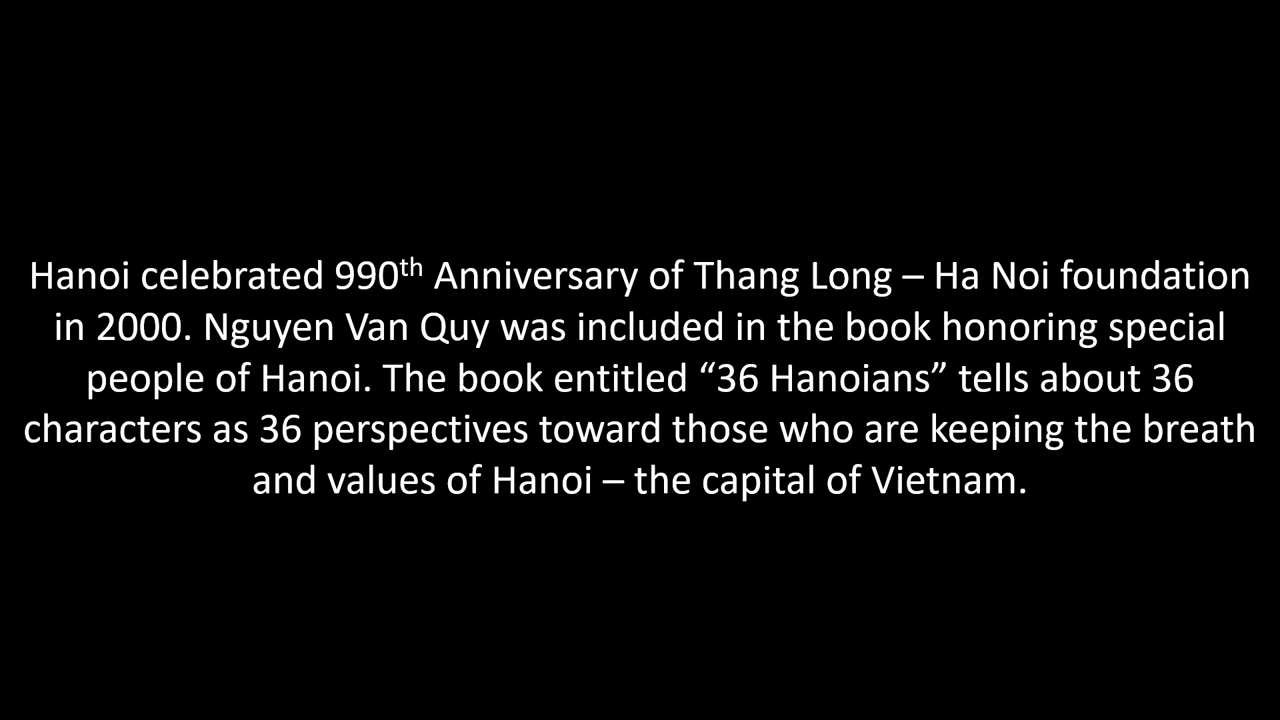 Hanoi celebrated 990th Anniversary of Thang Long – Ha Noi foundation
in 2000. Nguyen Van Quy was included in the book honoring special
people of Hanoi. The book entitled “36 Hanoians” tells about 36
characters as 36 perspectives toward those who are keeping the breath
and values of Hanoi – the capital of Vietnam.